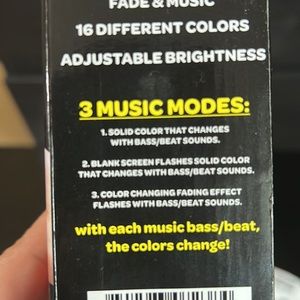 FADE & MUSIC
16 DIFFERENT COLORS
ADJUSTABLE BRIGHTNESS
3 MUSIC MODES:
1. SOLID COLOR THAT CHANGES
WITH BASS/BEAT SOUNDS.
2. BLANK SCREEN FLASHES SOLID COLOR
THAT CHANGES WITH BASS/BEAT SOUNDS.
3. COLOR CHANGING FADING EFFECT
FLASHES WITH BASS/BEAT SOUNDS.
with each music bass/beat,
the colors change!